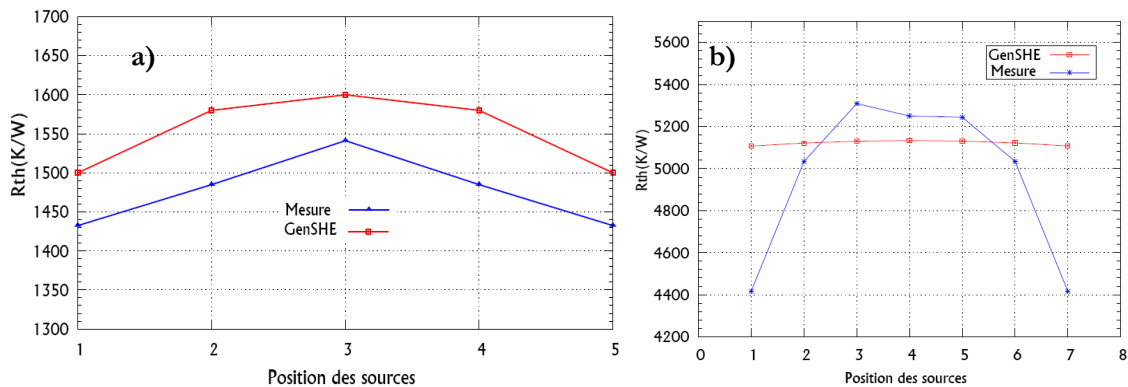 a)
Rth(K/W)
1700
1650
1600
1550
1500
1450
1400
1350
1300
Mesure
GenSHE
1 2 3 4 5
Position des sources
b)
Rth(K/W)
5600
5400
5200
5000
4800
4600
4400
4200
GenSHE
Mesure
0 1 2 3 4 5 6 7 8
Position des sources